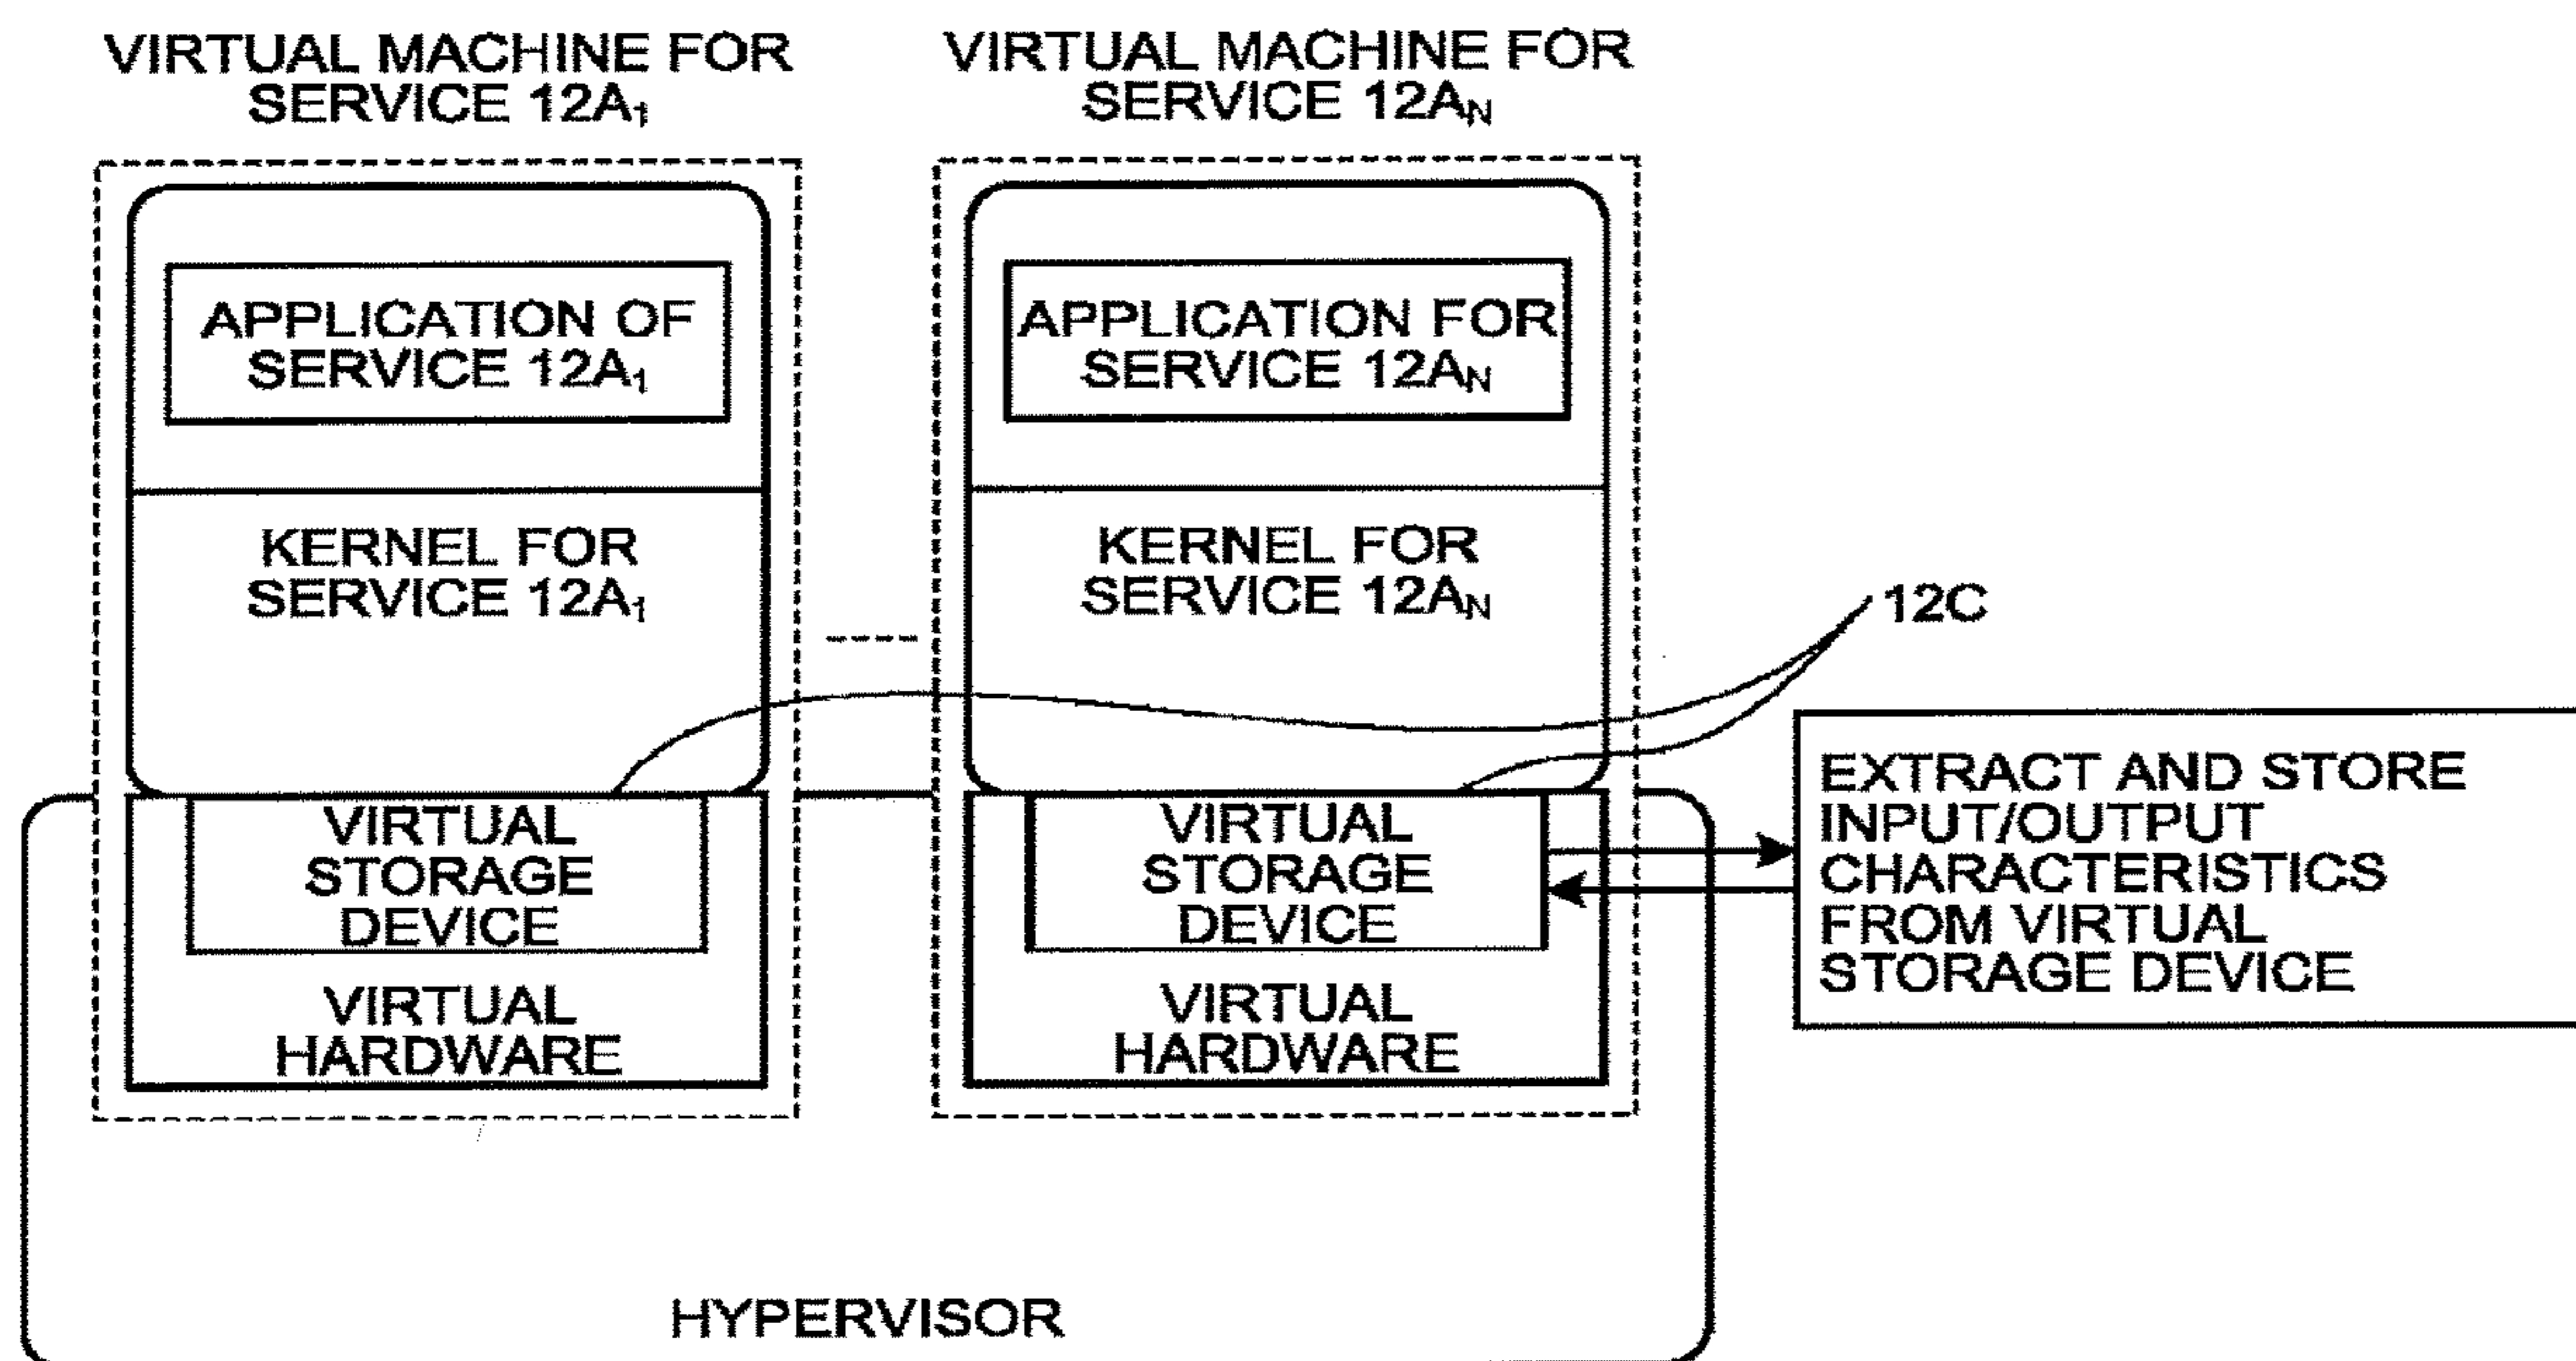 VIRTUAL MACHINE FOR
SERVICE 12A₁
VIRTUAL MACHINE FOR
SERVICE 12Aₙ
APPLICATION OF
SERVICE 12A₁
APPLICATION FOR
SERVICE 12Aₙ
KERNEL FOR
SERVICE 12A₁
KERNEL FOR
SERVICE 12Aₙ
12C
VIRTUAL
STORAGE
DEVICE
VIRTUAL
HARDWARE
VIRTUAL
STORAGE
DEVICE
VIRTUAL
HARDWARE
EXTRACT AND STORE
INPUT/OUTPUT
CHARACTERISTICS
FROM VIRTUAL
STORAGE DEVICE
HYPERVISOR